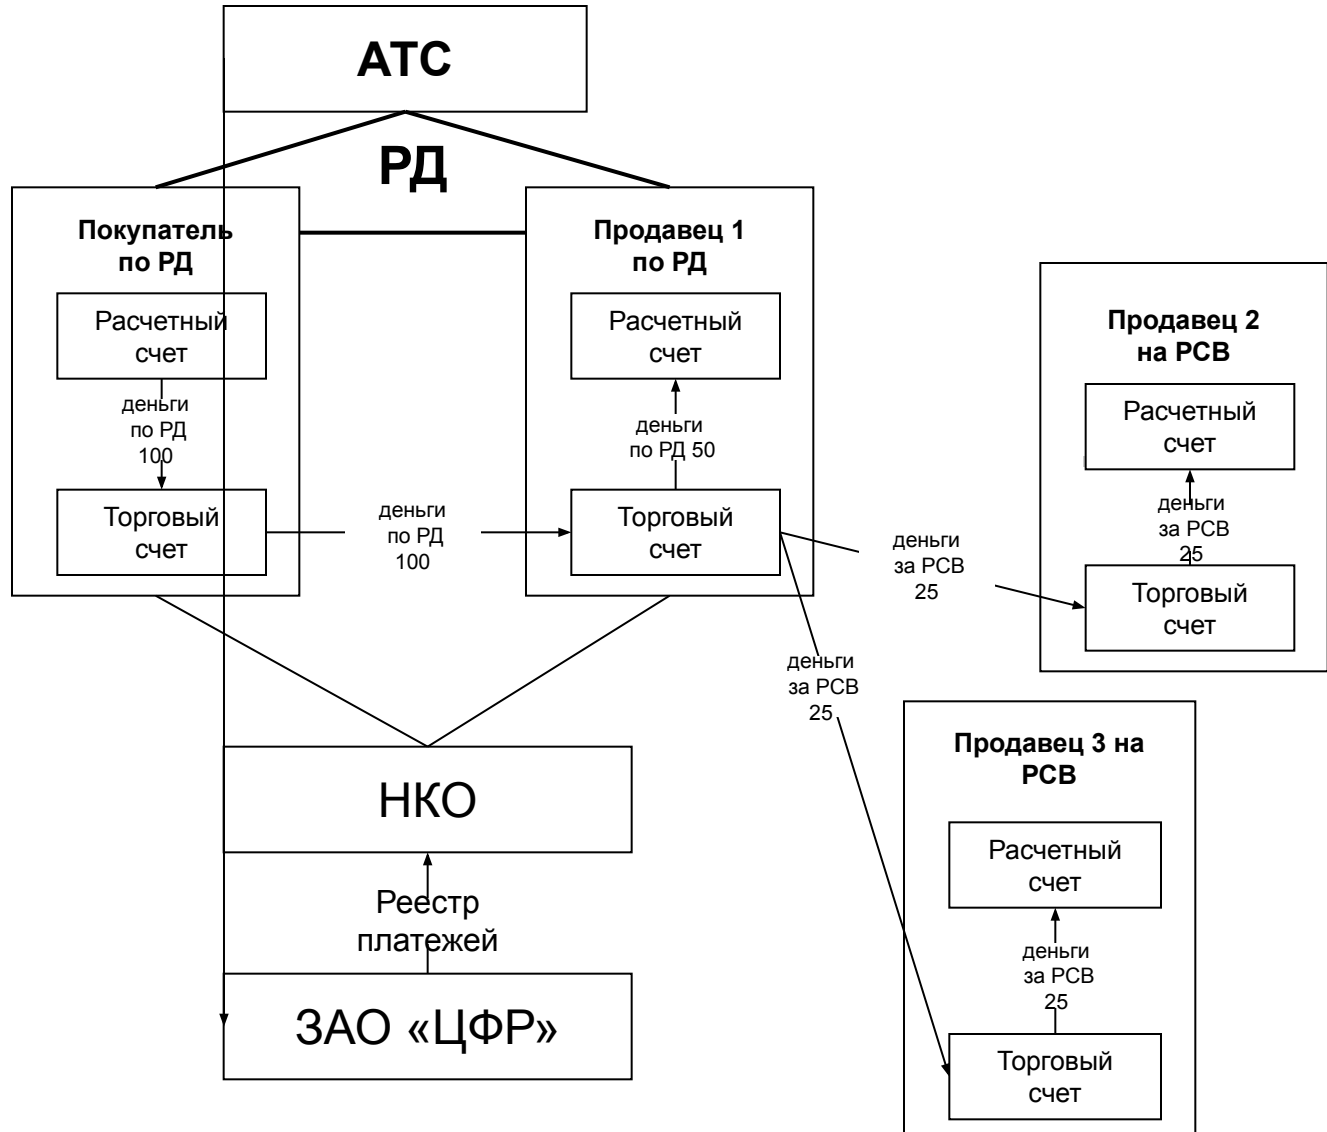 АТС
РД
Покупатель
по РД
Расчетный
счет
деньги
по РД
100
Торговый
счет
деньги
по РД
100
Продавец 1
по РД
Расчетный
счет
деньги
по РД 50
Торговый
счет
деньги
за РСВ
25
Продавец 2
на РСВ
Расчетный
счет
деньги
за РСВ
25
Торговый
счет
деньги
за РСВ
25
Продавец 3 на
РСВ
Расчетный
счет
деньги
за РСВ
25
Торговый
счет
НКО
Реестр
платежей
ЗАО «ЦФР»